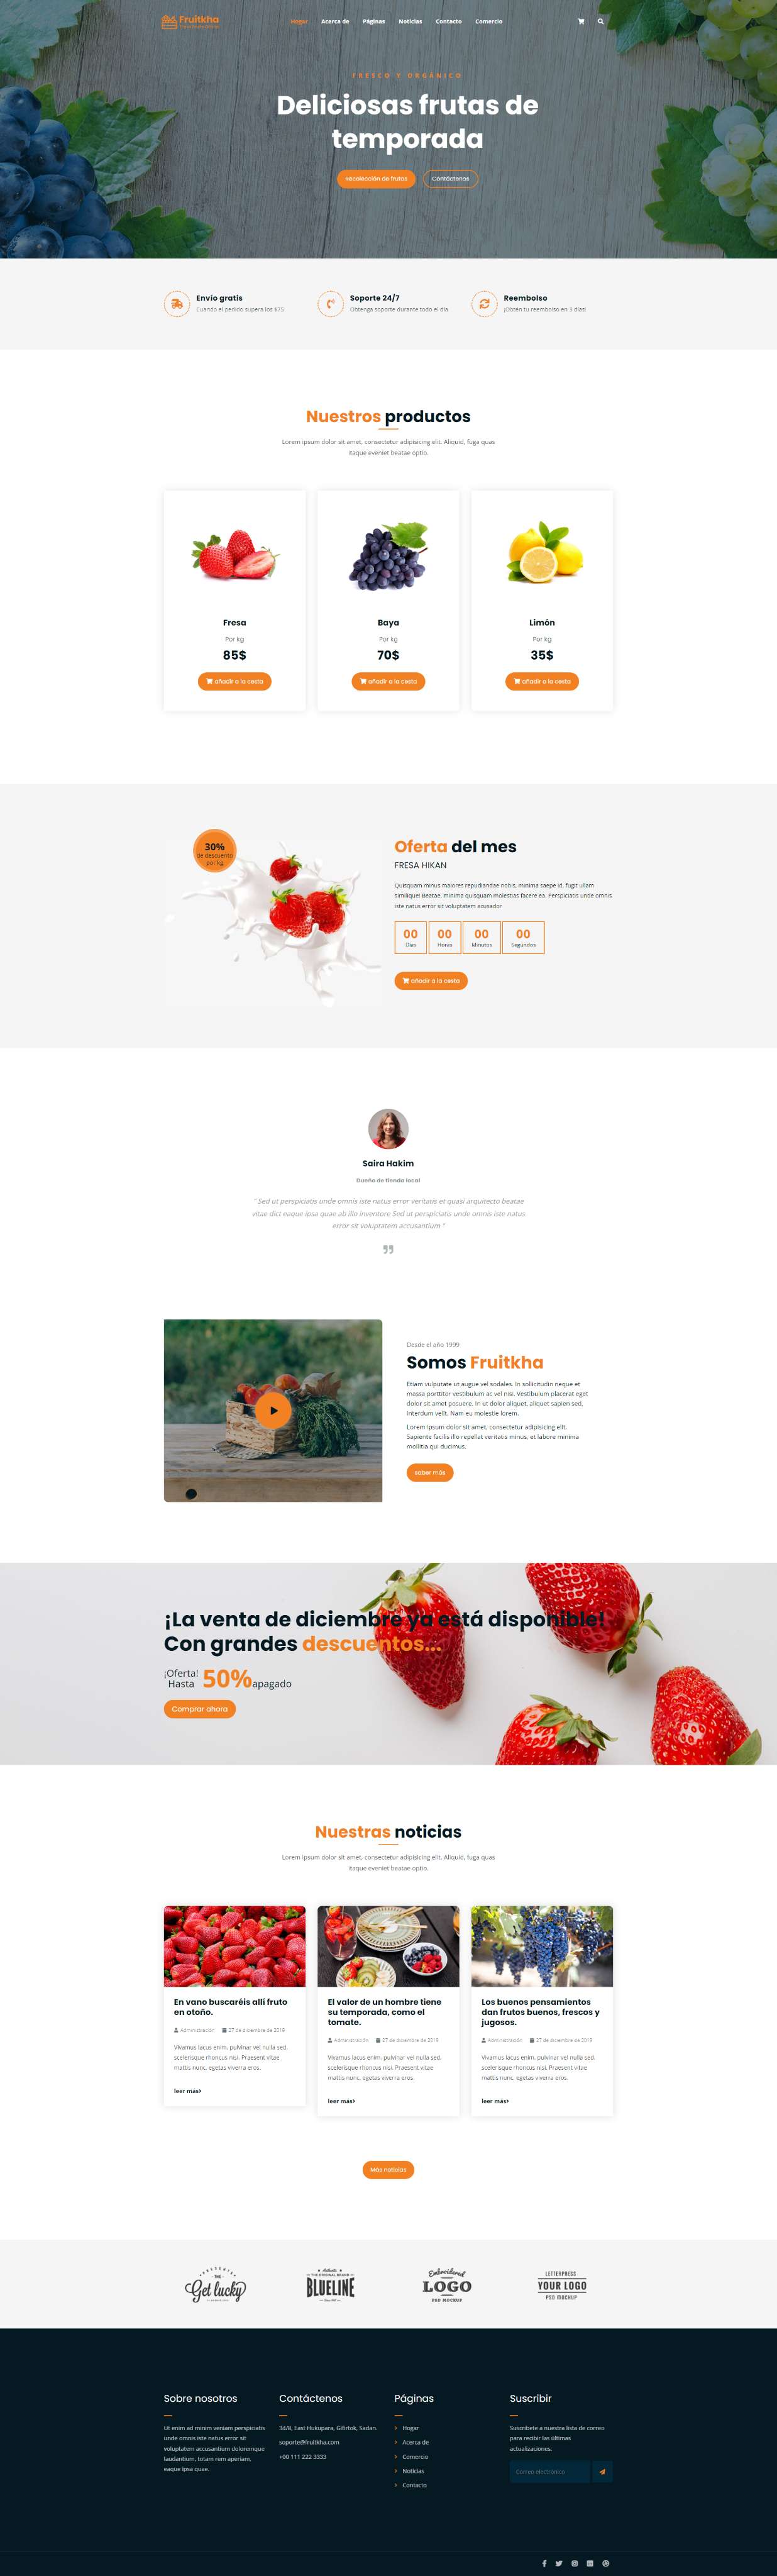 Fruitkha
Hogar
Acerca de
Páginas
Noticias
Contacto
Comercio
FRESCO Y ORGÁNICO
Deliciosas frutas de
temporada
Recolección de frutas
Contáctenos
Envío gratis
Cuando el pedido supera los $75
Soporte 24/7
Obtenga soporte durante todo el día
Reembolso
¡Obtén tu reembolso en 3 días!
Nuestros productos
Lorem ipsum dolor sit amet, consectetur adipisicing elit. Aliquid, fuga quas
itaque eveniet beatae optio.
Fresa
Por kg
85$
añadir a la cesta
Baya
Por kg
70$
añadir a la cesta
Limón
Por kg
35$
añadir a la cesta
30%
de descuento
por kg
Oferta del mes
FRESA HIKAN
Quisquam minus maiores repudiandae nobis, minima saepe id, fugit ullam
similique! Beatae, minima quisquam molestias facere ea. Perspiciatis unde omnis
iste natus error sit voluptatem accusador
00
Días
00
Horas
00
Minutos
00
Segundos
añadir a la cesta
Saira Hakim
Dueño de tienda local
" Sed ut perspiciatis unde omnis iste natus error veritatis et quasi arquitecto beatae
vitae dict eaque ipsa quae ab illo inventore Sed ut perspiciatis unde omnis iste natus
error sit voluptatem accusantium "
Desde el año 1999
Somos Fruitkha
Etiam vulputate ut augue vel sodales. In sollicitudin neque et
massa porttitor vestibulum ac vel nisi. Vestibulum placerat eget
dolor sit amet posuere. In ut dolor aliquet, aliquet sapien sed,
interdum velit. Nam eu molestie lorem.
Lorem ipsum dolor sit amet, consectetur adipisicing elit.
Sapiente facilis illo repellat veritatis minus, et labore minima
mollitia qui ducimus.
saber más
¡La venta de diciembre ya está disponible!
Con grandes descuentos...
¡Oferta!
Hasta
50%
apagado
Comprar ahora
Nuestras noticias
Lorem ipsum dolor sit amet, consectetur adipisicing elit. Aliquid, fuga quas
itaque eveniet beatae optio.
En vano buscaréis allí fruto
en otoño.
Administración 27 de diciembre de 2019
Vivamus lacus enim, pulvinar vel nulla sed,
scelerisque rhoncus nisi. Praesent vitae
mattis nunc, egestas viverra eros.
leer más
El valor de un hombre tiene
su temporada, como el
tomate.
Administración 27 de diciembre de 2019
Vivamus lacus enim, pulvinar vel nulla sed,
scelerisque rhoncus nisi. Praesent vitae
mattis nunc, egestas viverra eros.
leer más
Los buenos pensamientos
dan frutos buenos, frescos y
jugosos.
Administración 27 de diciembre de 2019
Vivamus lacus enim, pulvinar vel nulla sed,
scelerisque rhoncus nisi. Praesent vitae
mattis nunc, egestas viverra eros.
leer más
Más noticias
THE
Get lucky
Authentic
THE ORIGINAL BRAND
BLUELINE
Embroidered
LOGO
PSD MOCKUP
LETTERPRESS
YOUR LOGO
PSD MOCKUP
Sobre nosotros
Ut enim ad minim veniam perspiciatis
unde omnis iste natus error sit
voluptatem accusantium doloremque
laudantium, totam rem aperiam,
eaque ipsa quae.
Contáctenos
34/8, East Hukupara, Gifirtok, Sadan.
soporte@fruitkha.com
+00 111 222 3333
Páginas
Hogar
Acerca de
Comercio
Noticias
Contacto
Suscribir
Suscríbete a nuestra lista de correo
para recibir las últimas
actualizaciones.
Correo electrónico